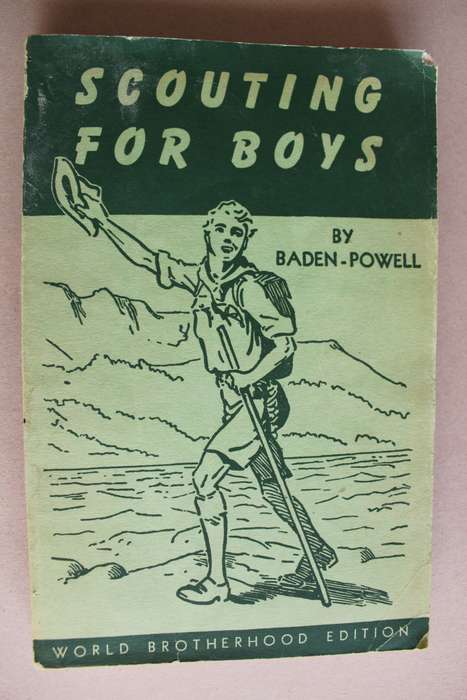 SCOUTING
FOR BOYS
BY
BADEN-POWELL
WORLD BROTHERHOOD EDITION